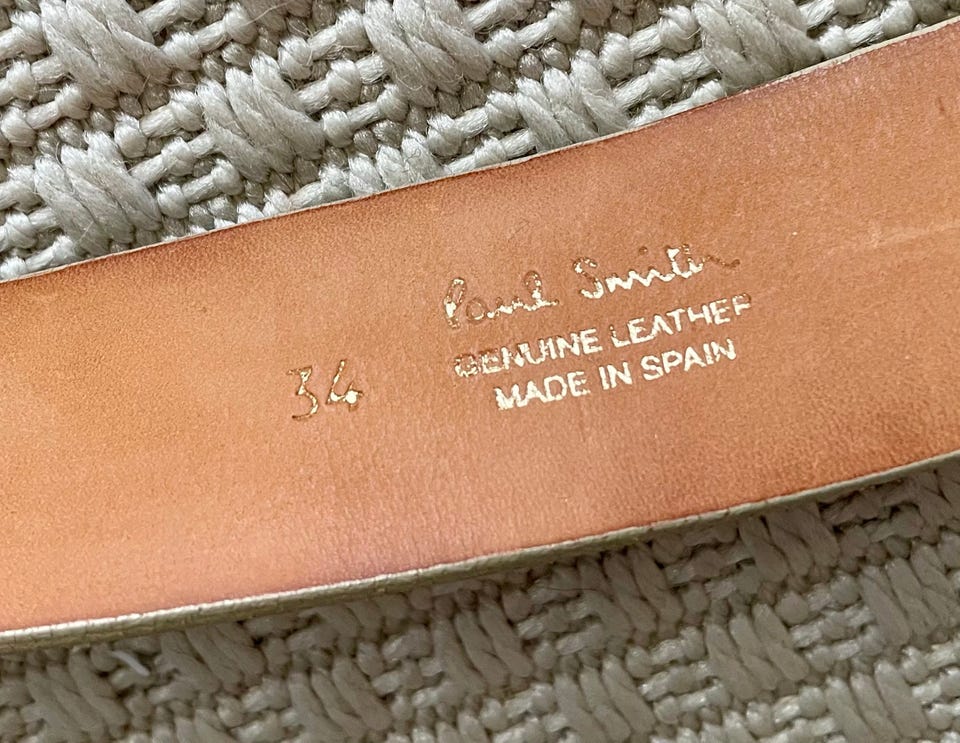 Paul Smith
GENUINE LEATHER
MADE IN SPAIN
34